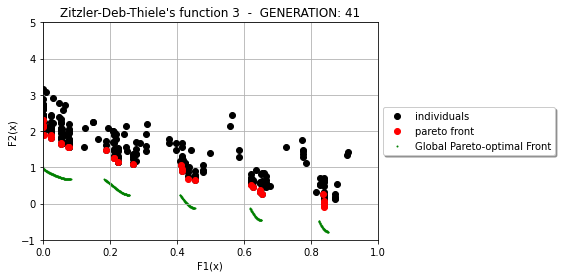 Zitzler-Deb-Thiele's function 3 - GENERATION: 41
5
4
3
2
1
0
−1
F2(x)
0.0 0.2 0.4 0.6 0.8 1.0
F1(x)
individuals
pareto front
Global Pareto-optimal Front